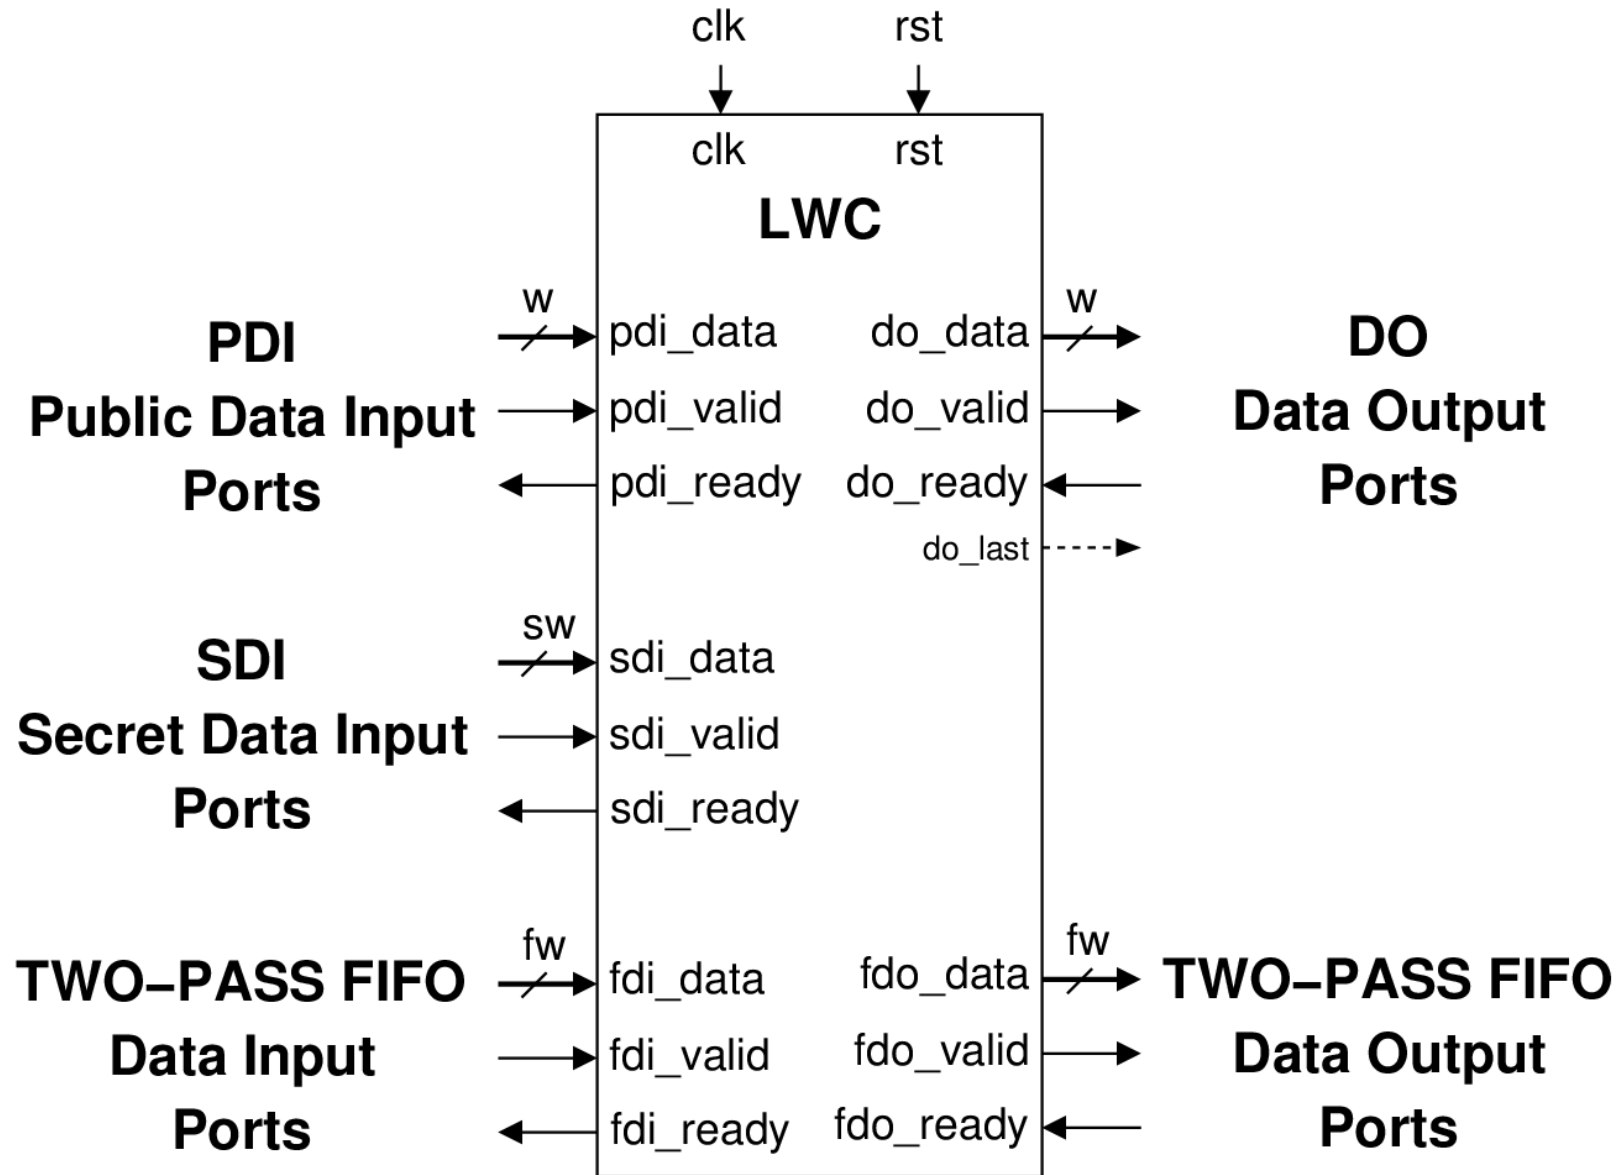 clk rst
clk rst
LWC
PDI
Public Data Input
Ports
w
pdi_data
pdi_valid
pdi_ready
w
do_data
do_valid
do_ready
do_last
DO
Data Output
Ports
SDI
Secret Data Input
Ports
sw
sdi_data
sdi_valid
sdi_ready
TWO–PASS FIFO
Data Input
Ports
fw
fdi_data
fdi_valid
fdi_ready
fw
fdo_data
fdo_valid
fdo_ready
TWO–PASS FIFO
Data Output
Ports